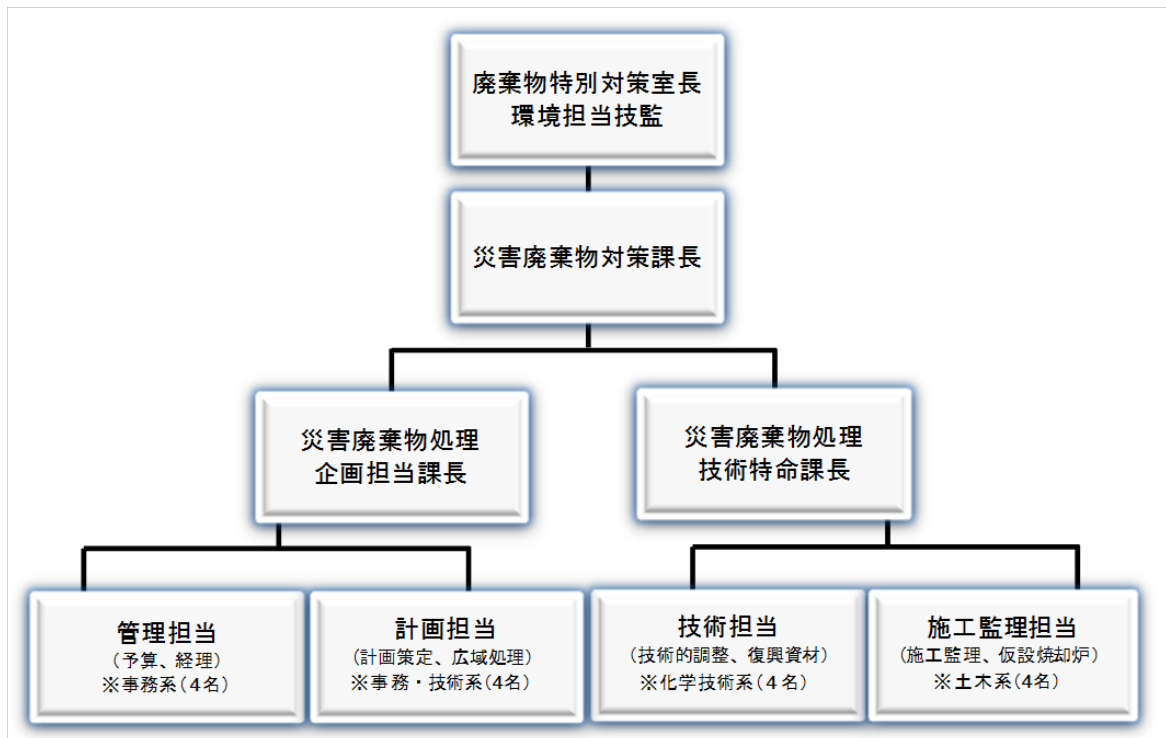 廃棄物特別対策室長
環境担当技監
災害廃棄物対策課長
災害廃棄物処理
企画担当課長
災害廃棄物処理
技術特命課長
管理担当
(予算、経理)
※事務系(4名)
計画担当
(計画策定、広域処理)
※事務・技術系(4名)
技術担当
(技術的調整、復興資材)
※化学技術系(4名)
施工監理担当
(施工監理、仮設焼却炉)
※土木系(4名)